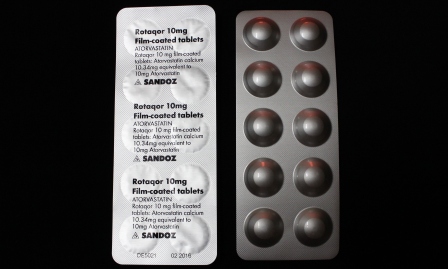 Rotaqor 10mg
Film-coated tablets
ATORVASTATIN
Rotaqor 10 mg film-coated
tablets: Atorvastatin calcium
10.34mg equivalent to
10mg Atorvastatin
SANDOZ
Rotaqor 10mg
Film-coated tablets
ATORVASTATIN
Rotaqor 10 mg film-coated
tablets: Atorvastatin calcium
10.34mg equivalent to
10mg Atorvastatin
SANDOZ
Rotaqor 10mg
Film-coated tablets
ATORVASTATIN
Rotaqor 10 mg film-coated
tablets: Atorvastatin calcium
10.34mg equivalent to
10mg Atorvastatin
SANDOZ
DE5021 02 2016